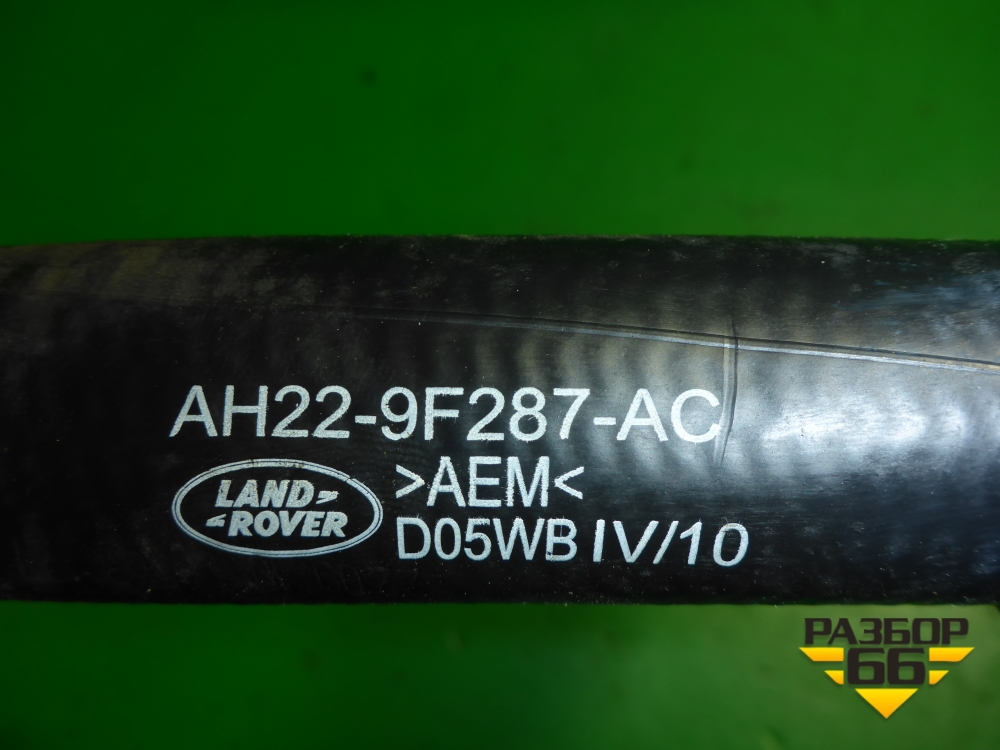 AH22-9F287-AC
>AEM<
LAND
ROVER
D05WB IV/10
РАЗБОР
66